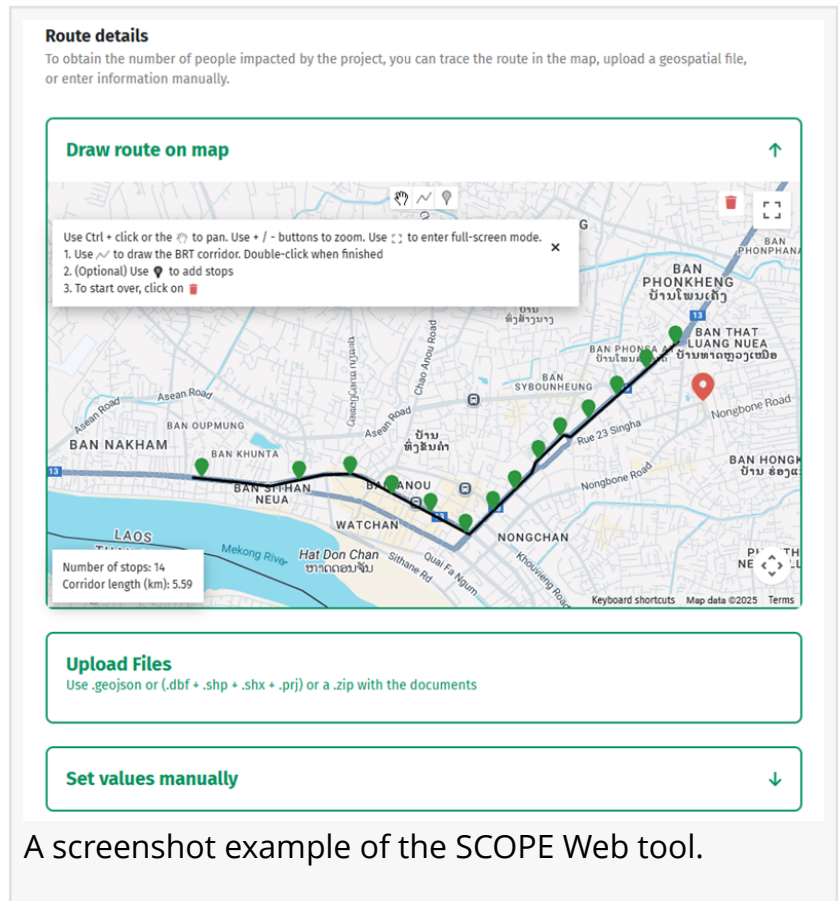 Route details
To obtain the number of people impacted by the project, you can trace the route in the map, upload a geospatial file,
or enter information manually.
Draw route on map
Use Ctrl + click or the to pan. Use + / - buttons to zoom. Use to enter full-screen mode.
1. Use to draw the BRT corridor. Double-click when finished
2. (Optional) Use to add stops
3. To start over, click on
G
BAN
PHONPHANA
BAN
PHONKHENG
ບ້ານໂພນເຄັງ
13
Chao Anou Road
BAN THAT
LUANG NUEA
ບ້ານທາດຫຼວງເໜືອ
BAN PHONSA
BAN
SYBOUNHEUNG
Asean Road
Asean Road
Asean Road
BAN OUPMUNG
BAN NAKHAM
BAN KHUNTA
ບ້ານ
ທົ່ງຂັນຄຳ
Rue 23 Singha
Nongbone Road
Nongbone Road
BAN HONGK
13
BAN SITHAN
NEUA
ANOU
13
WATCHAN
NONGCHAN
LAOS
Mekong River
Hat Don Chan
ຫາດດອນຈັນ
Sithane Rd
Quai Fa Ngum
Khouvieng Road
Number of stops: 14
Corridor length (km): 5.59
Keyboard shortcuts Map data ©2025 Terms
Upload Files
Use .geojson or (.dbf + .shp + .shx + .prj) or a .zip with the documents
Set values manually
A screenshot example of the SCOPE Web tool.